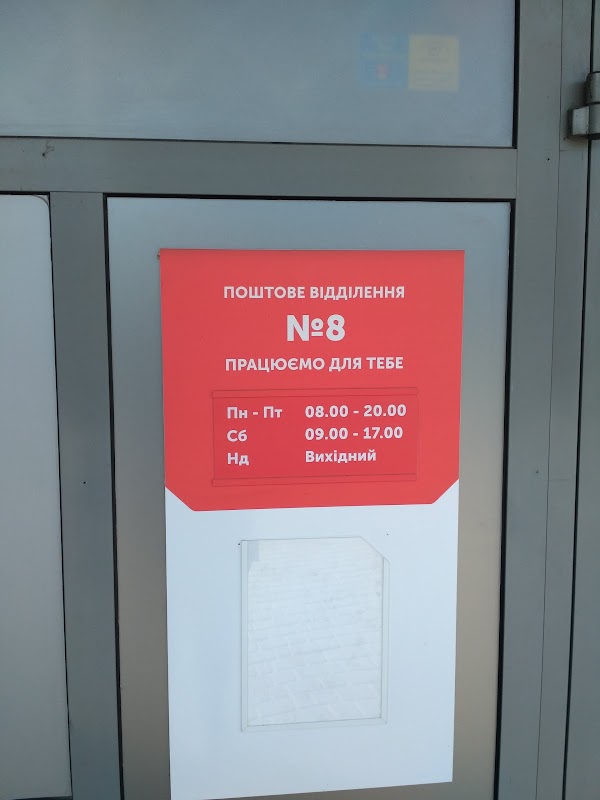 ПОШТОВЕ ВІДДІЛЕННЯ
№8
ПРАЦЮЄМО ДЛЯ ТЕБЕ
Пн - Пт 08.00 - 20.00
Сб 09.00 - 17.00
Нд Вихідний